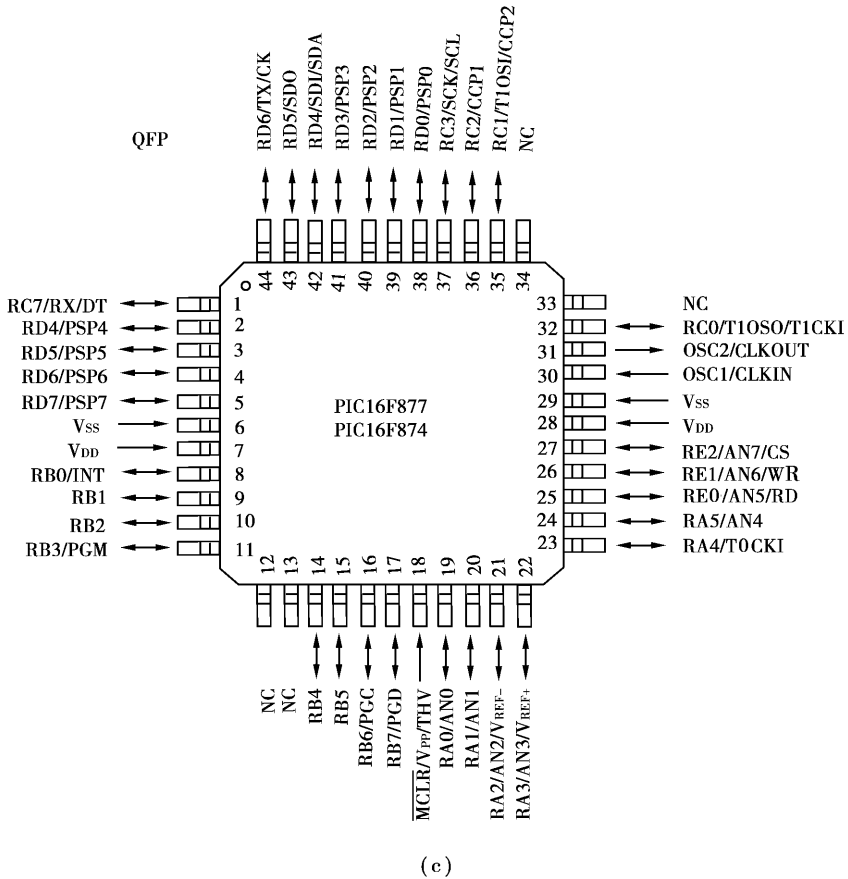 QFP
RD6/TX/CK
RD5/SDO
RD4/SDI/SDA
RD3/PSP3
RD2/PSP2
RD1/PSP1
RD0/PSP0
RC3/SCK/SCL
RC2/CCP1
RC1/T1OSI/CCP2
NC
44
43
42
41
40
39
38
37
36
35
34
RC7/RX/DT
1
RD4/PSP4
2
RD5/PSP5
3
RD6/PSP6
4
RD7/PSP7
5
VSS
6
VDD
7
RB0/INT
8
RB1
9
RB2
10
RB3/PGM
11
PIC16F877
PIC16F874
33
NC
32
RC0/T1OSO/T1CKI
31
OSC2/CLKOUT
30
OSC1/CLKIN
29
VSS
28
VDD
27
RE2/AN7/CS
26
RE1/AN6/WR
25
RE0/AN5/RD
24
RA5/AN4
23
RA4/T0CKI
12
13
14
15
16
17
18
19
20
21
22
NC
NC
RB4
RB5
RB6/PGC
RB7/PGD
MCLR/VPP/THV
RA0/AN0
RA1/AN1
RA2/AN2/VREF−
RA3/AN3/VREF+
(c)